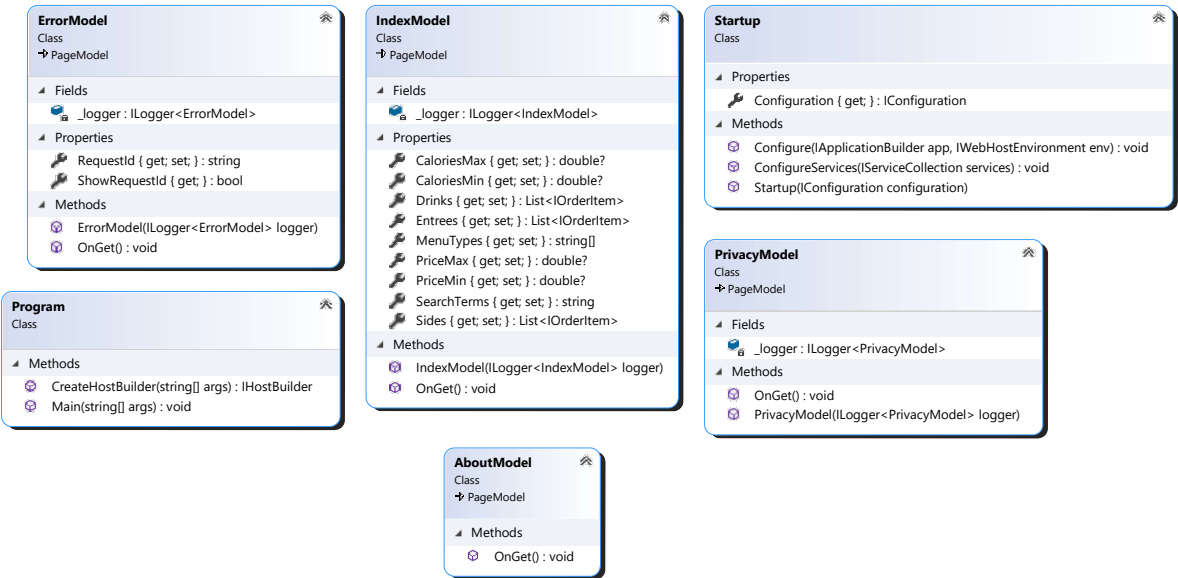 ErrorModel
Class
PageModel
Fields
_logger : ILogger<ErrorModel>
Properties
RequestId { get; set; } : string
ShowRequestId { get; } : bool
Methods
ErrorModel(ILogger<ErrorModel> logger)
OnGet() : void
Program
Class
Methods
CreateHostBuilder(string[] args) : IHostBuilder
Main(string[] args) : void
IndexModel
Class
PageModel
Fields
_logger : ILogger<IndexModel>
Properties
CaloriesMax { get; set; } : double?
CaloriesMin { get; set; } : double?
Drinks { get; set; } : List<IOrderItem>
Entrees { get; set; } : List<IOrderItem>
MenuTypes { get; set; } : string[]
PriceMax { get; set; } : double?
PriceMin { get; set; } : double?
SearchTerms { get; set; } : string
Sides { get; set; } : List<IOrderItem>
Methods
IndexModel(ILogger<IndexModel> logger)
OnGet() : void
Startup
Class
Properties
Configuration { get; } : IConfiguration
Methods
Configure(IApplicationBuilder app, IWebHostEnvironment env) : void
ConfigureServices(IServiceCollection services) : void
Startup(IConfiguration configuration)
PrivacyModel
Class
PageModel
Fields
_logger : ILogger<PrivacyModel>
Methods
OnGet() : void
PrivacyModel(ILogger<PrivacyModel> logger)
AboutModel
Class
PageModel
Methods
OnGet() : void